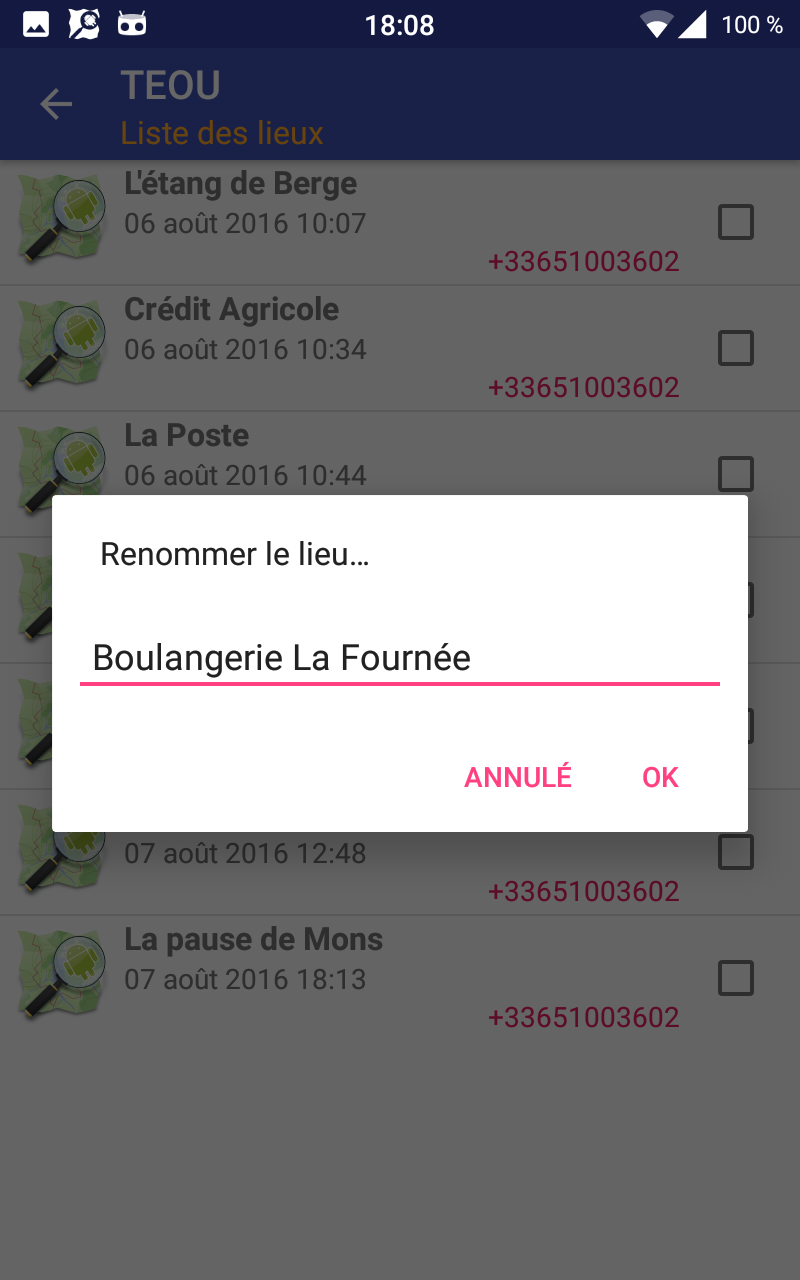 18:08
100 %
TEOU
Liste des lieux
L'étang de Berge
06 août 2016 10:07
+33651003602
Crédit Agricole
06 août 2016 10:34
+33651003602
La Poste
06 août 2016 10:44
Renommer le lieu…
Boulangerie La Fournée
ANNULÉ
OK
07 août 2016 12:48
+33651003602
La pause de Mons
07 août 2016 18:13
+33651003602